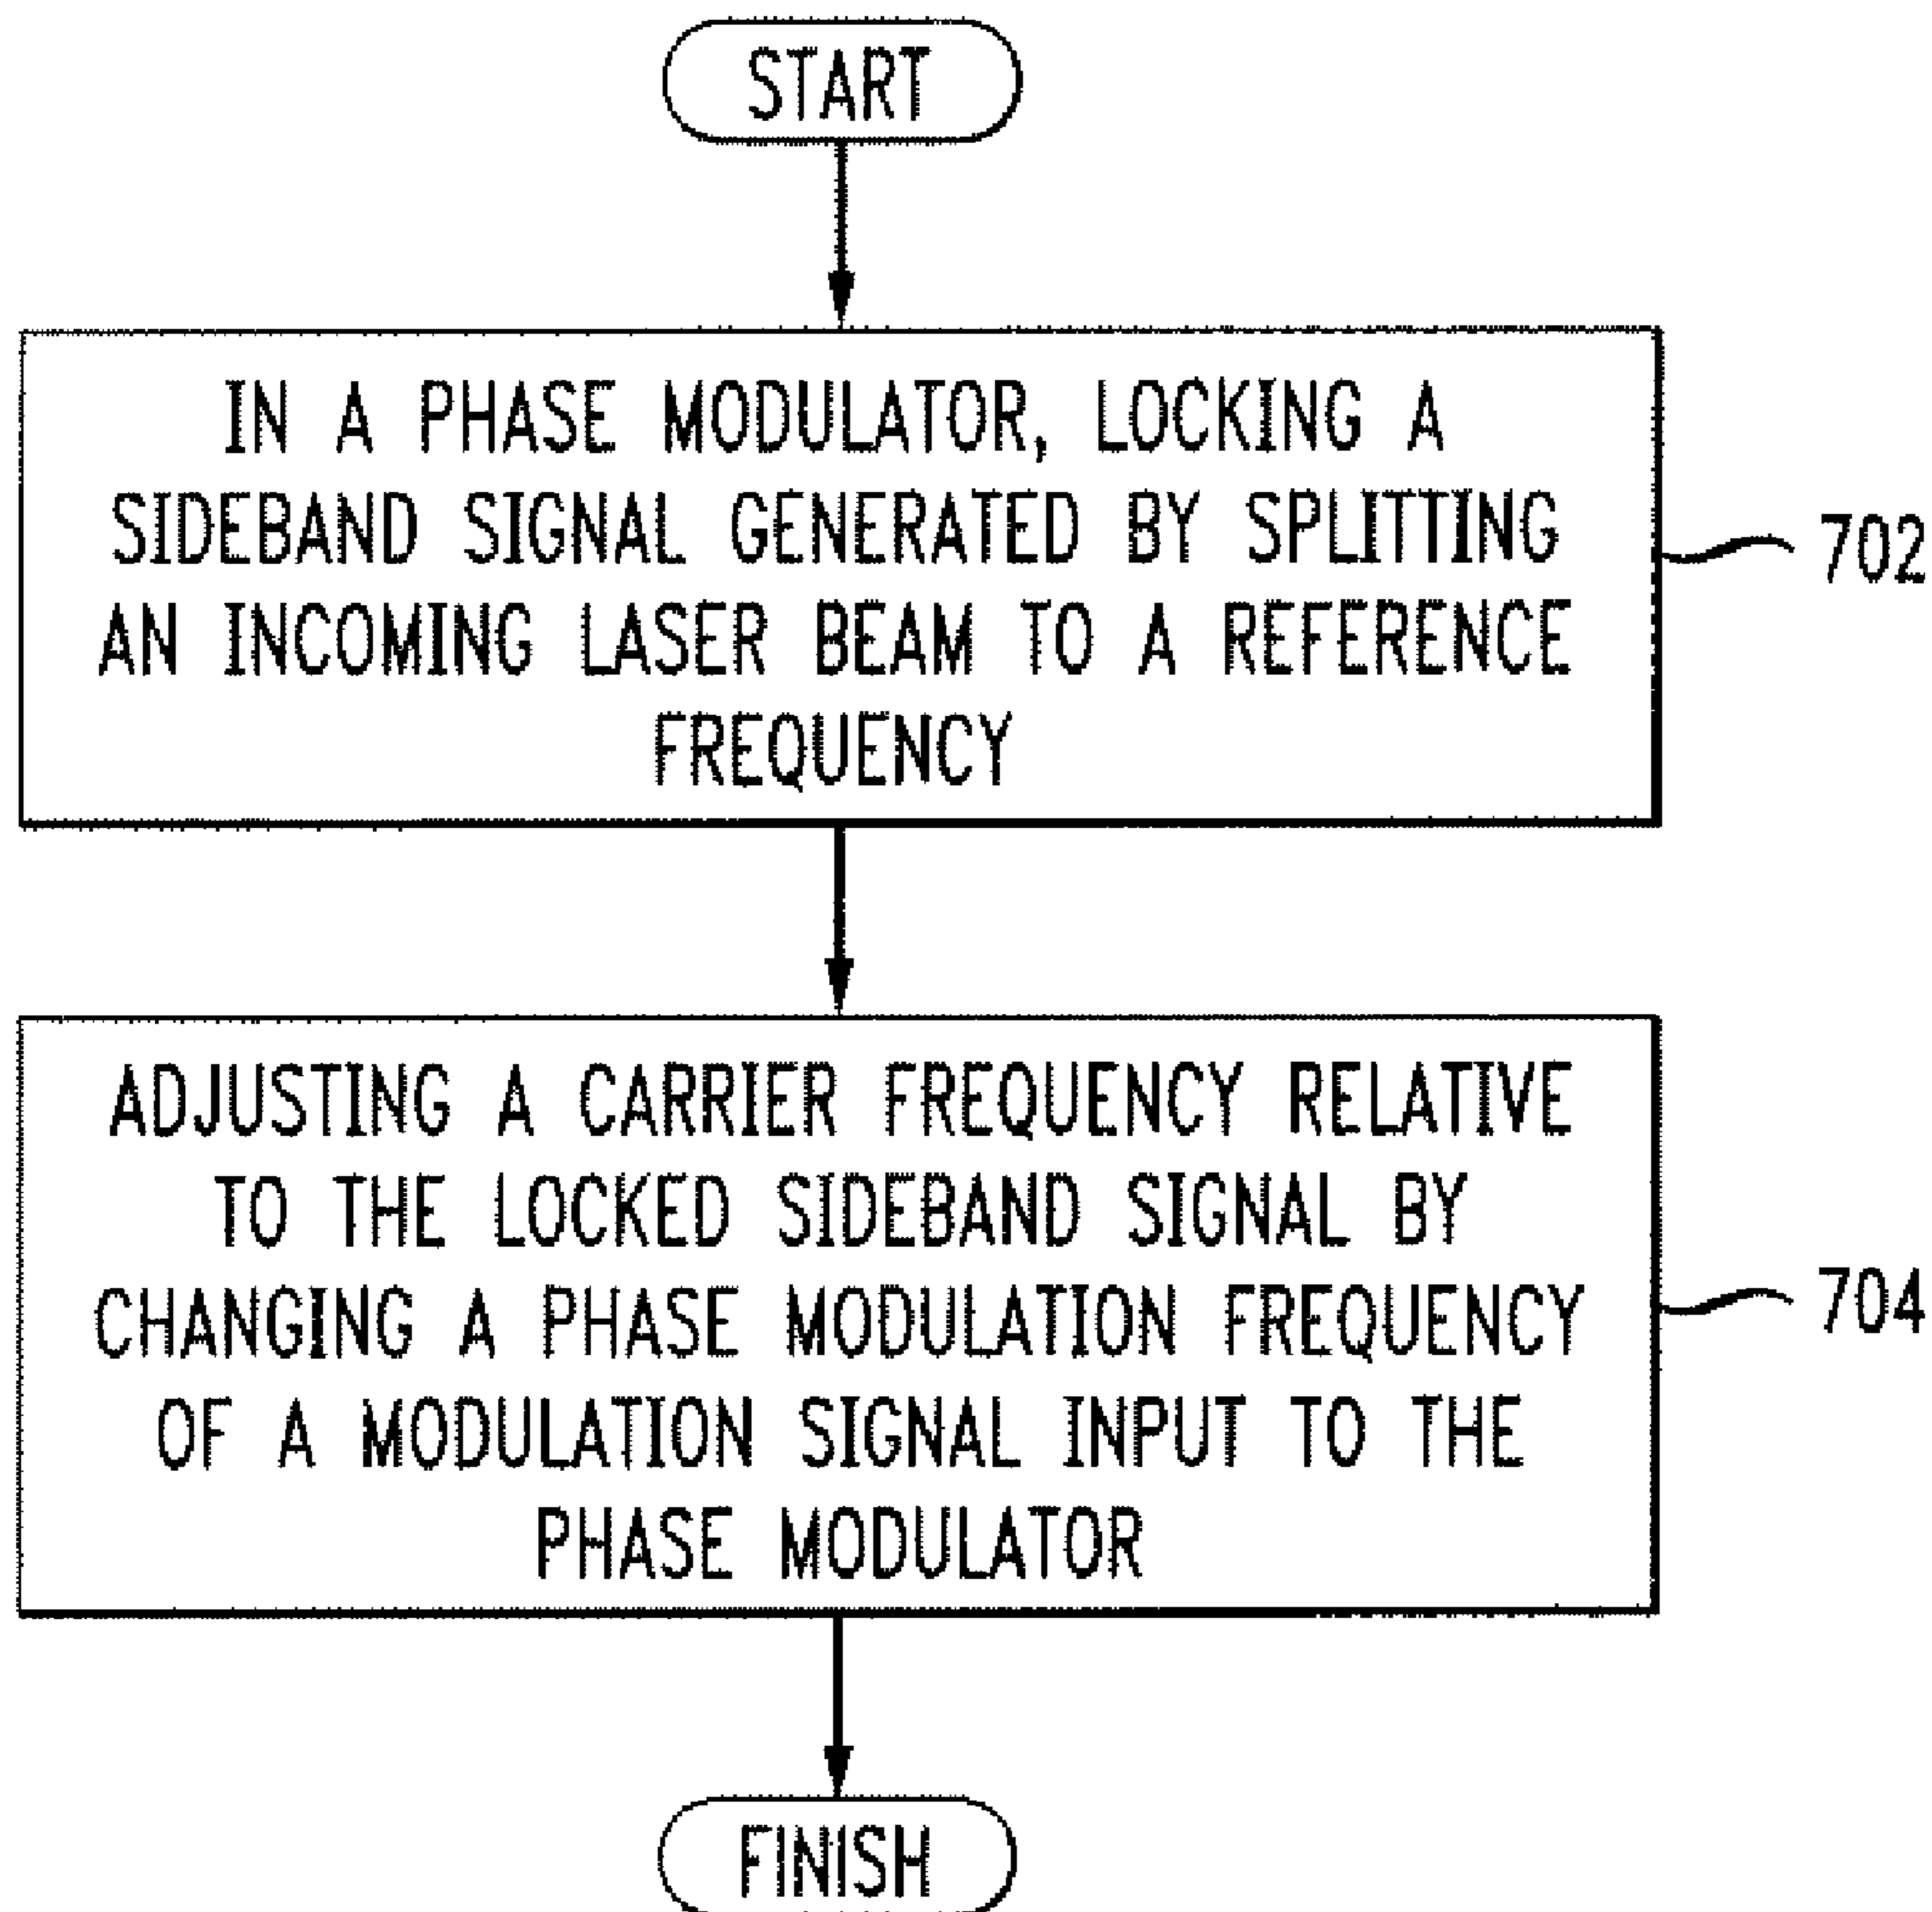 START
IN A PHASE MODULATOR, LOCKING A
SIDEBAND SIGNAL GENERATED BY SPLITTING
AN INCOMING LASER BEAM TO A REFERENCE
FREQUENCY
702
ADJUSTING A CARRIER FREQUENCY RELATIVE
TO THE LOCKED SIDEBAND SIGNAL BY
CHANGING A PHASE MODULATION FREQUENCY
OF A MODULATION SIGNAL INPUT TO THE
PHASE MODULATOR
704
FINISH